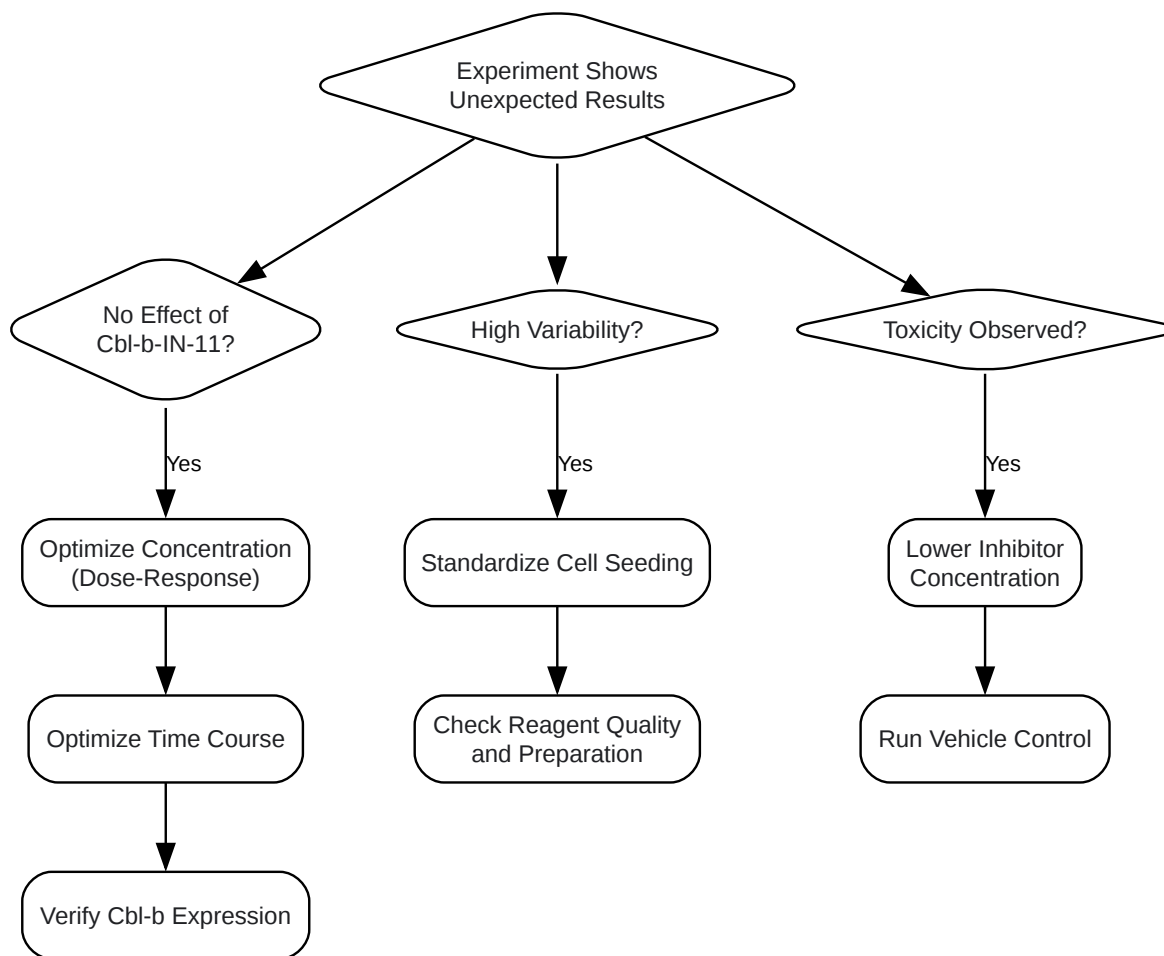 Experiment Shows
Unexpected Results
No Effect of
Cbl-b-IN-11?
High Variability?
Toxicity Observed?
Yes
Yes
Yes
Optimize Concentration
(Dose-Response)
Standardize Cell Seeding
Lower Inhibitor
Concentration
Optimize Time Course
Check Reagent Quality
and Preparation
Run Vehicle Control
Verify Cbl-b Expression